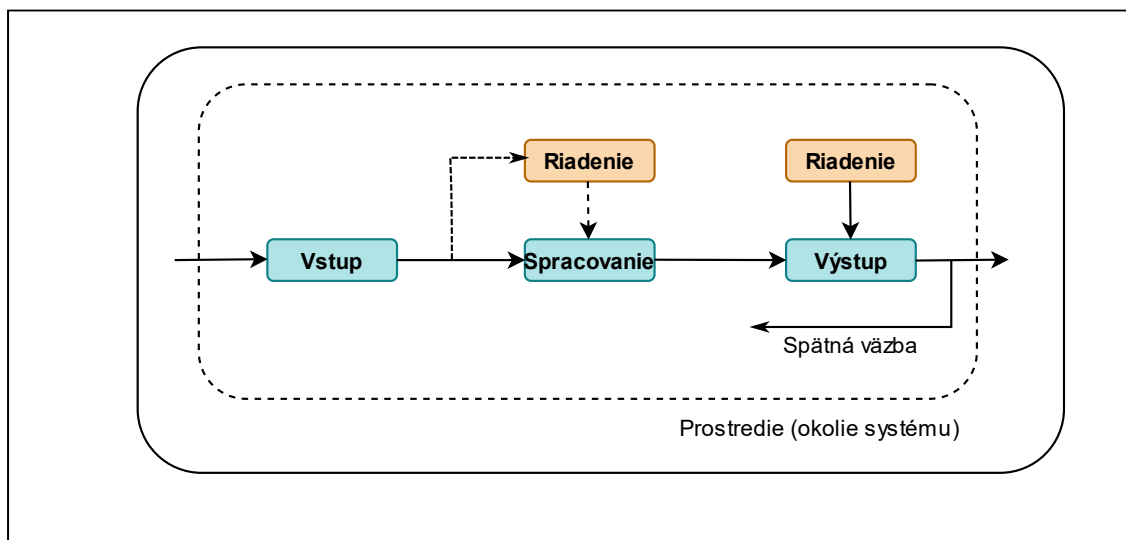 Riadenie
Riadenie
Vstup
Spracovanie
Výstup
Spätná väzba
Prostredie (okolie systému)